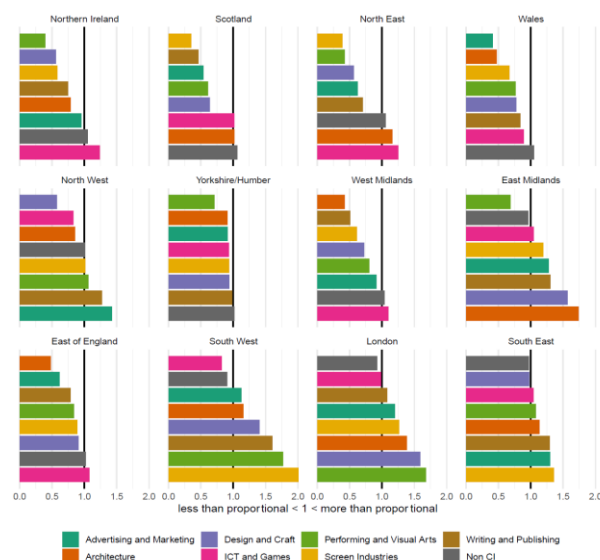 Northern Ireland Scotland North East Wales
North West Yorkshire/Humber West Midlands East Midlands
East of England South West London South East
0.0 0.5 1.0 1.5 2.0 0.0 0.5 1.0 1.5 2.0 0.0 0.5 1.0 1.5 2.0 0.0 0.5 1.0 1.5 2.0
less than proportional < 1 < more than proportional
Advertising and Marketing Design and Craft Performing and Visual Arts Writing and Publishing
Architecture ICT and Games Screen Industries Non CI